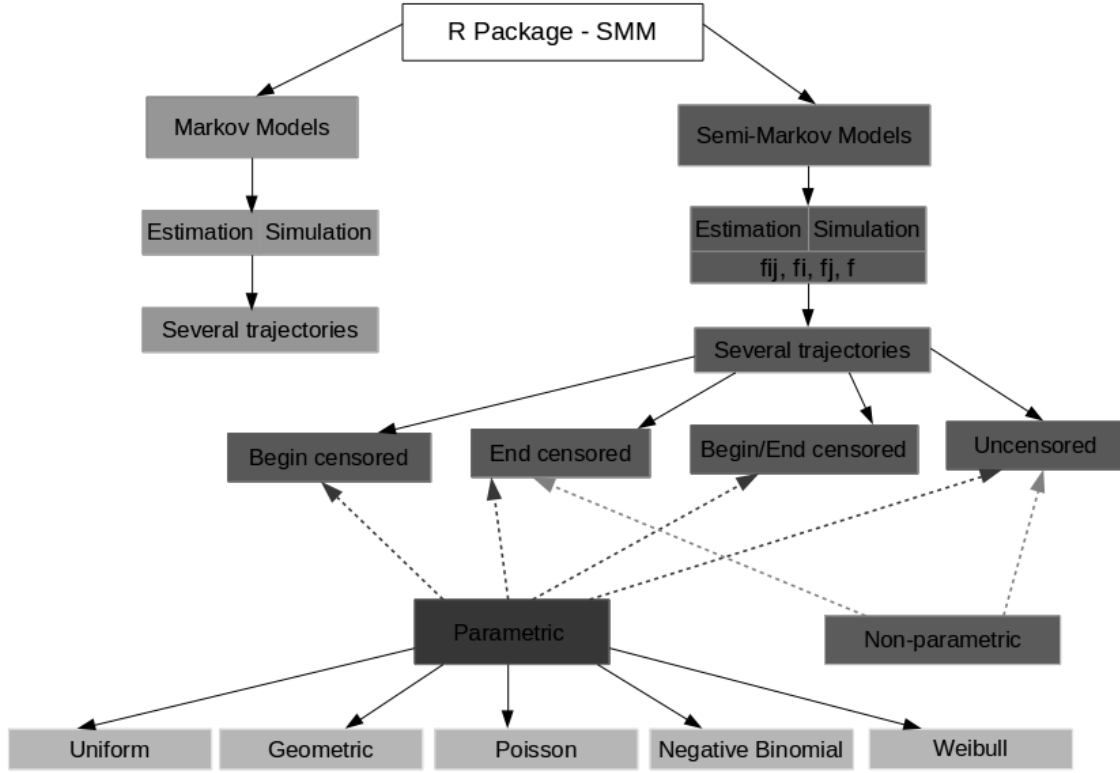 R Package - SMM
Markov Models
Semi-Markov Models
Estimation Simulation
Estimation Simulation
fij, fi, fj, f
Several trajectories
Several trajectories
Begin censored
End censored
Begin/End censored
Uncensored
Parametric
Non-parametric
Uniform
Geometric
Poisson
Negative Binomial
Weibull